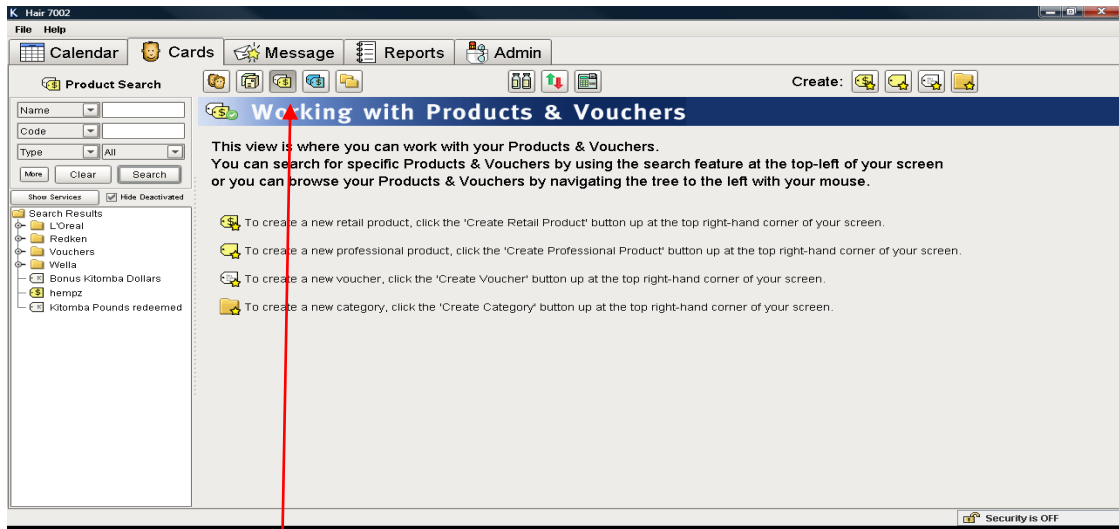 K Hair 7002
File Help
Calendar Cards Message Reports Admin
Product Search
Create:
Name
Code
Type All
More Clear Search
Show Services Hide Deactivated
Search Results
L'Oreal
Redken
Vouchers
Wella
Bonus Kitomba Dollars
hempz
Kitomba Pounds redeemed
Working with Products & Vouchers
This view is where you can work with your Products & Vouchers.
You can search for specific Products & Vouchers by using the search feature at the top-left of your screen
or you can browse your Products & Vouchers by navigating the tree to the left with your mouse.
To create a new retail product, click the 'Create Retail Product' button up at the top right-hand corner of your screen.
To create a new professional product, click the 'Create Professional Product' button up at the top right-hand corner of your screen.
To create a new voucher, click the 'Create Voucher' button up at the top right-hand corner of your screen.
To create a new category, click the 'Create Category' button up at the top right-hand corner of your screen.
Security is OFF